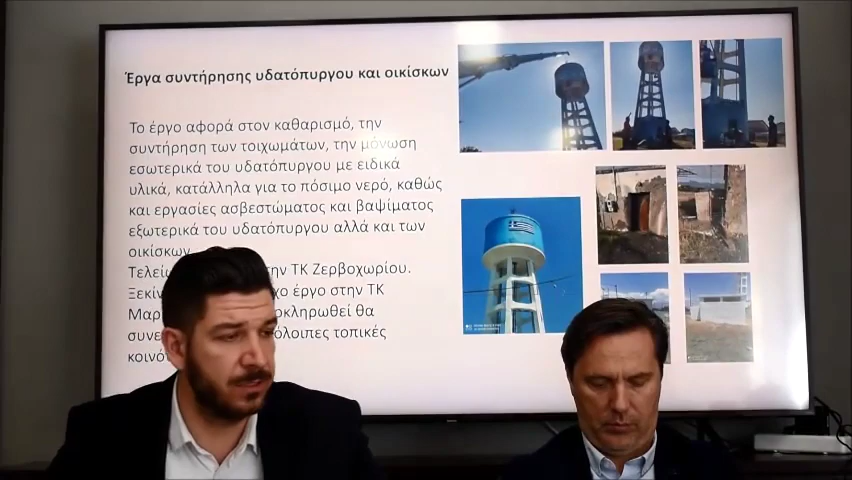 Έργα συντήρησης υδατόπυργου και οικίσκων
Το έργο αφορά στον καθαρισμό, την
συντήρηση των τοιχωμάτων, την μόνωση
εσωτερικά του υδατόπυργου με ειδικά
υλικά, κατάλληλα για το πόσιμο νερό, καθώς
και εργασίες ασβεστώματος και βαψίματος
εξωτερικά του υδατόπυργου αλλά και των
οικίσκων
την ΤΚ Ζερβοχωρίου.
έργο στην ΤΚ
θα
τοπικές